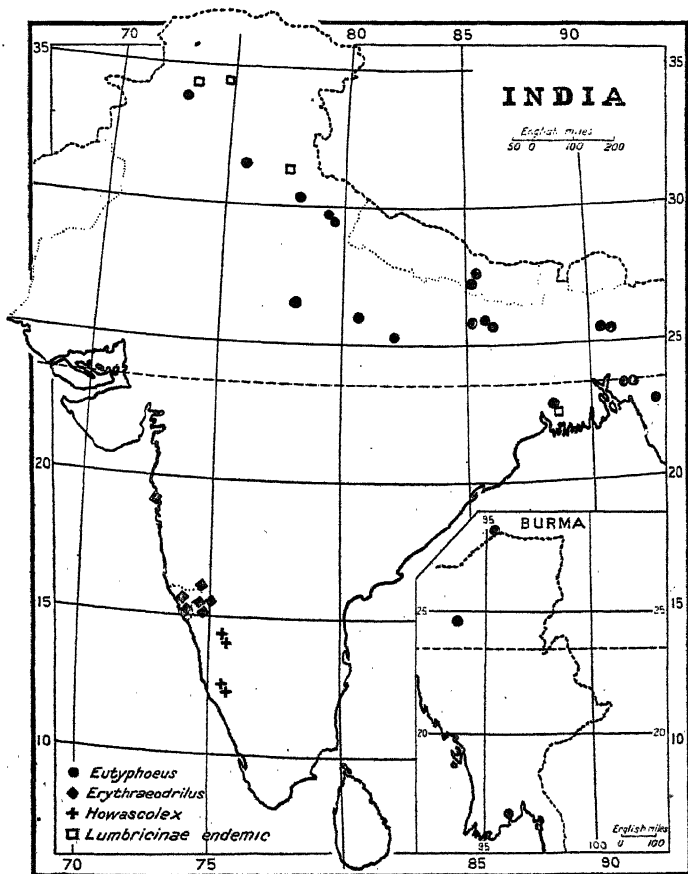 70 80 85 90
35 35
INDIA
English miles
50 0 100 200
30 30
25 25
20 20
BURMA
95
25 25
15
20 20
10 10
Eutyphoeus
Erythraeodrilus
Howascolex
Lumbricinae endemic
English miles
0 100
100
70 75 80 85 95 100 90